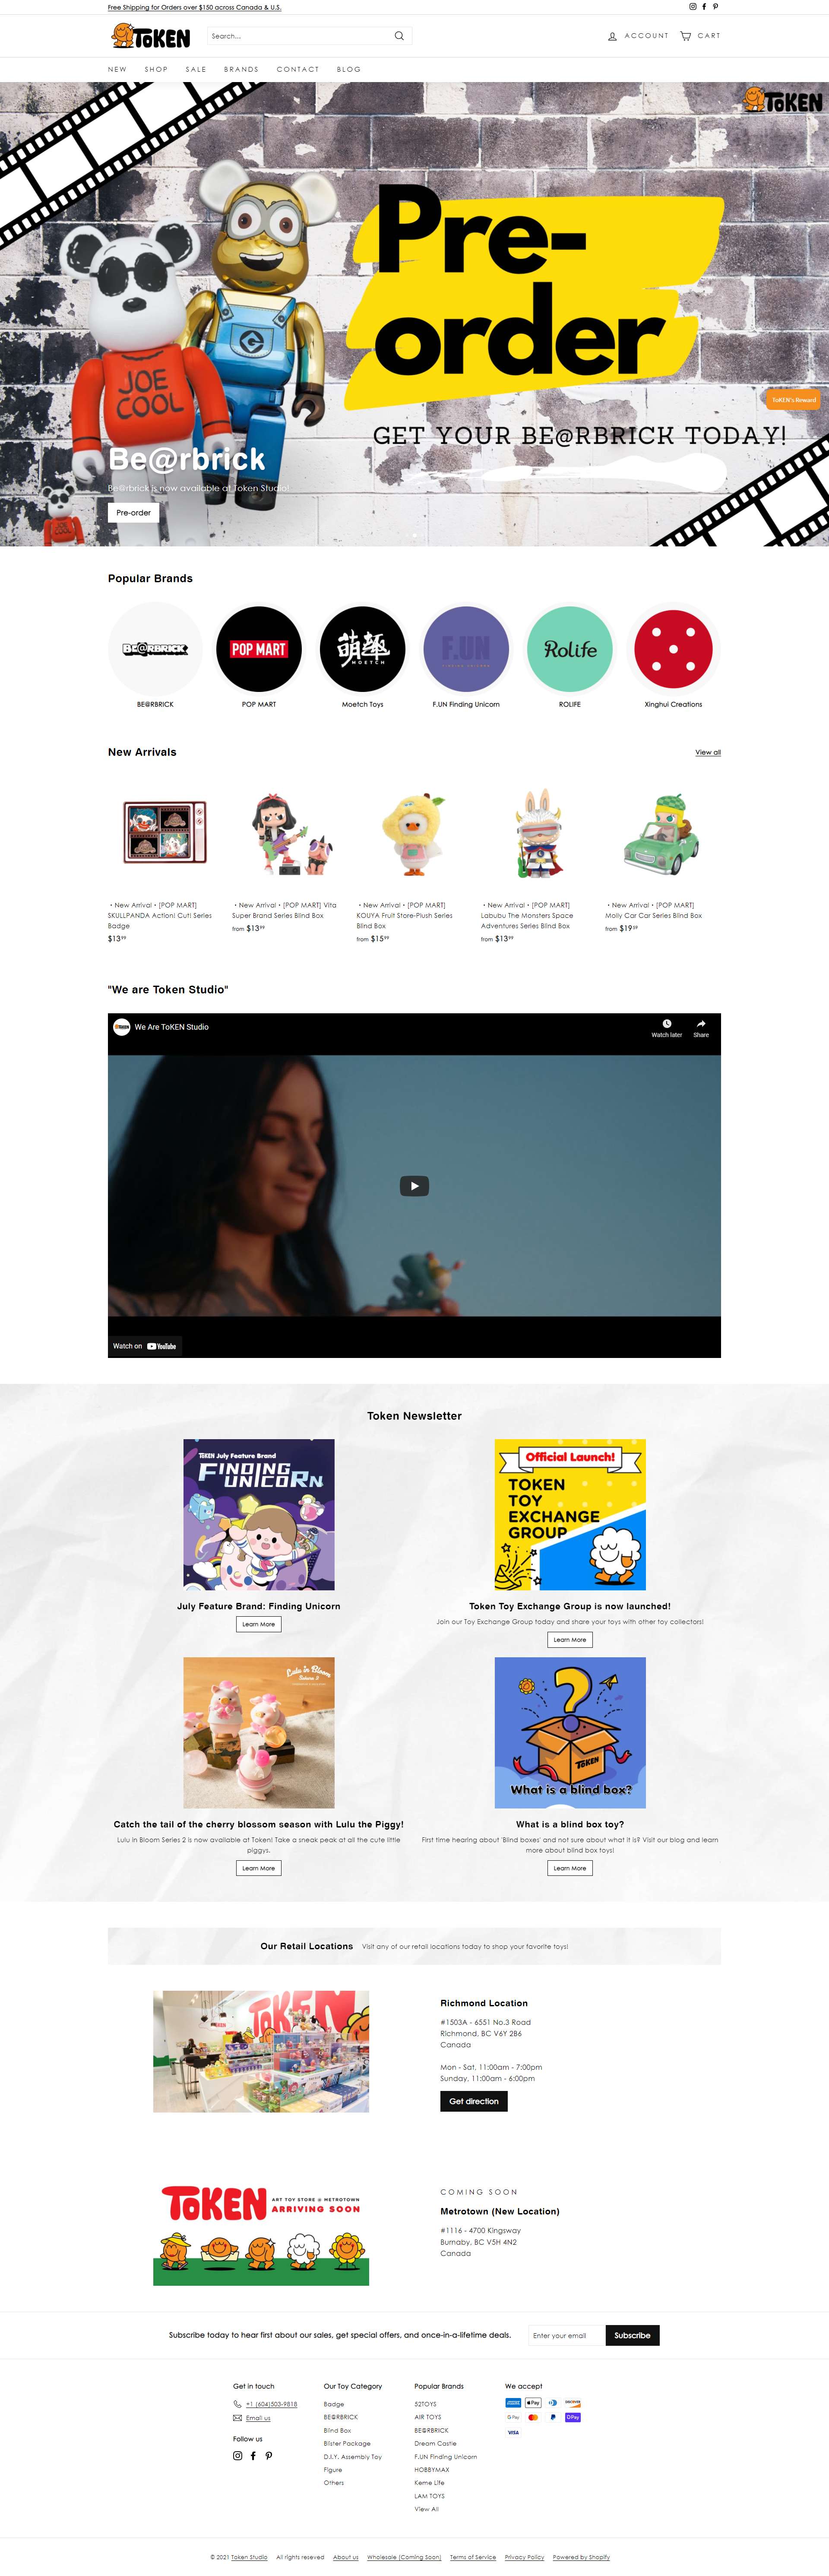 Free Shipping for Orders over $150 across Canada & U.S.
ToKEN
Search...
ACCOUNT
CART
NEW SHOP SALE BRANDS CONTACT BLOG
ToKEN
Pre-
order
JOE
COOL
ToKEN's Reward
GET YOUR BE@RBRICK TODAY!
Be@rbrick
Be@rbrick is now available at Token Studio!
Pre-order
Popular Brands
BE@RBRICK
POP MART
萌趣
MOETCH
F.UN
FINDING UNICORN
Rolife
BE@RBRICK
POP MART
Moetch Toys
F.UN Finding Unicorn
ROLIFE
Xinghui Creations
New Arrivals
View all
・New Arrival・[POP MART]
SKULLPANDA Action! Cut! Series
Badge
$13.99
・New Arrival・[POP MART] Vita
Super Brand Series Blind Box
from $13.99
・New Arrival・[POP MART]
KOUYA Fruit Store-Plush Series
Blind Box
from $15.99
・New Arrival・[POP MART]
Labubu The Monsters Space
Adventures Series Blind Box
from $13.99
・New Arrival・[POP MART]
Molly Car Car Series Blind Box
from $19.99
"We are Token Studio"
We Are ToKEN Studio
Watch later
Share
Watch on YouTube
Token Newsletter
ToKEN July Feature Brand
FINDING
UNICORN
July Feature Brand: Finding Unicorn
Learn More
Official Launch!
TOKEN
TOY
EXCHANGE
GROUP
Token Toy Exchange Group is now launched!
Join our Toy Exchange Group today and share your toys with other toy collectors!
Learn More
Lulu in Bloom
Catch the tail of the cherry blossom season with Lulu the Piggy!
Lulu in Bloom Series 2 is now available at Token! Take a sneak peak at all the cute little
piggys.
Learn More
?
ToKEN
What is a blind box?
What is a blind box toy?
First time hearing about 'Blind boxes' and not sure about what it is? Visit our blog and learn
more about blind box toys!
Learn More
Our Retail Locations
Visit any of our retail locations today to shop your favorite toys!
ToKEN
Richmond Location
#1503A - 6551 No.3 Road
Richmond, BC V6Y 2B6
Canada
Mon - Sat, 11:00am - 7:00pm
Sunday, 11:00am - 6:00pm
Get direction
ToKEN
ART TOY STORE @ METROTOWN
ARRIVING SOON
COMING SOON
Metrotown (New Location)
#1116 - 4700 Kingsway
Burnaby, BC V5H 4N2
Canada
Subscribe today to hear first about our sales, get special offers, and once-in-a-lifetime deals.
Enter your email
Subscribe
Get in touch
+1 (604)503-9818
Email us
Follow us
Our Toy Category
Badge
BE@RBRICK
Blind Box
Blister Package
D.I.Y. Assembly Toy
Figure
Others
Popular Brands
52TOYS
AIR TOYS
BE@RBRICK
Dream Castle
F.UN Finding Unicorn
HOBBYMAX
Keme Life
LAM TOYS
View All
We accept
Pay
DISCOVER
G Pay
Pay
VISA
© 2021 Token Studio All rights reseved About us Wholesale (Coming Soon) Terms of Service Privacy Policy Powered by Shopify